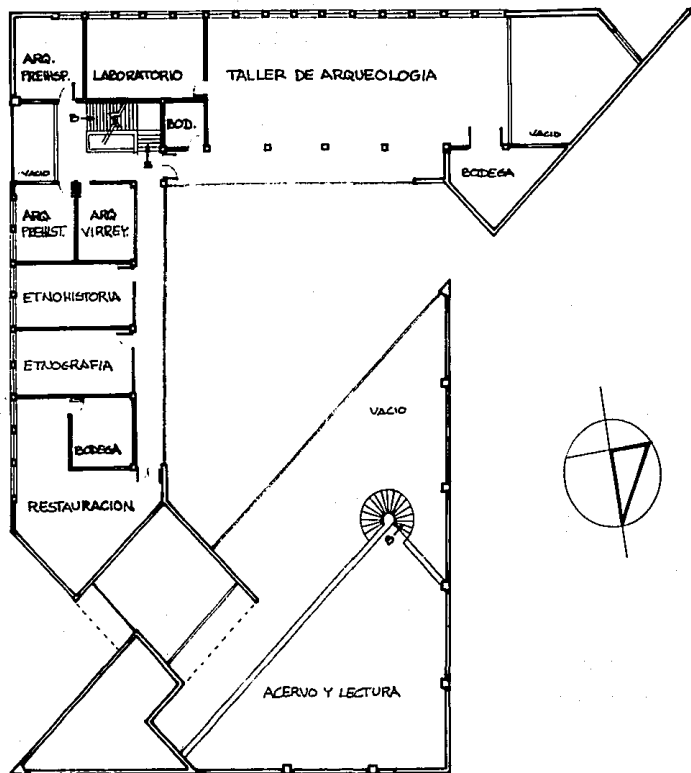 ARQ.
PREHISP.
LABORATORIO
TALLER DE ARQUEOLOGIA
BOD.
VACIO
BODEGA
VACIO
ARQ.
PREHIST.
ARQ
VIRREY.
ETNOHISTORIA
ETNOGRAFIA
VACIO
BODEGA
RESTAURACION
ACERVO Y LECTURA